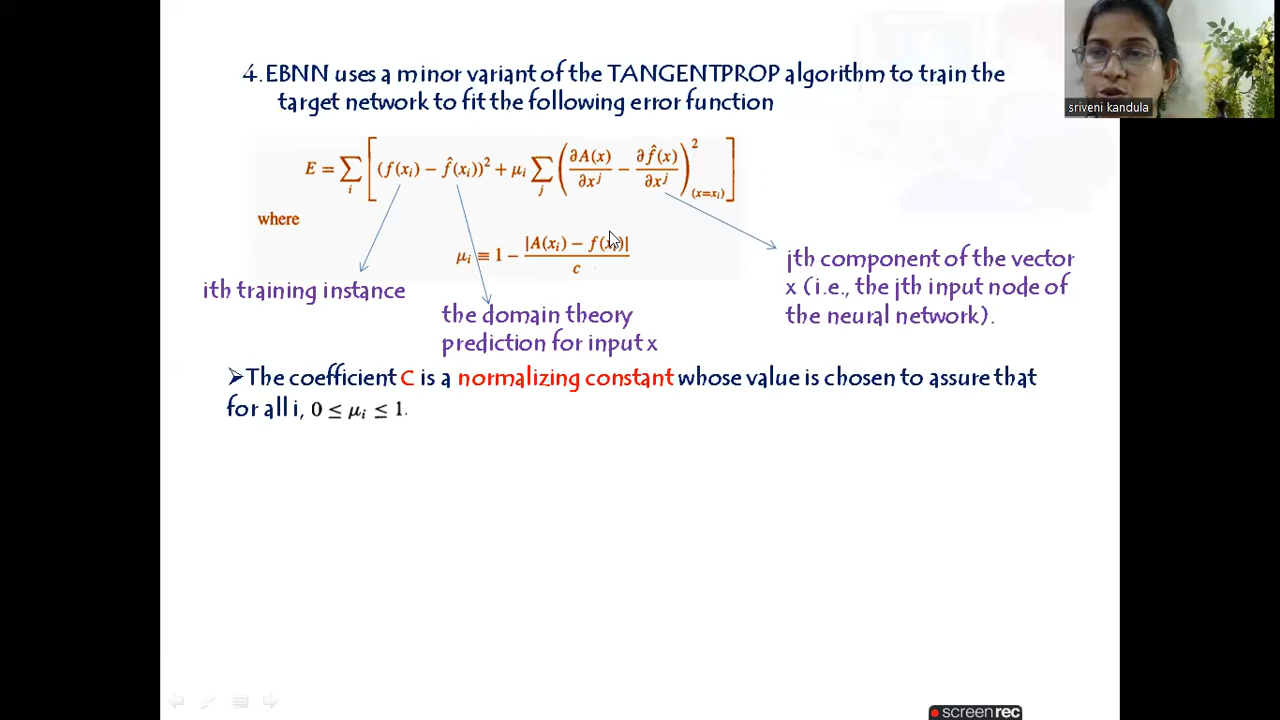 4.EBNN uses a minor variant of the TANGENTPROP algorithm to train the
target network to fit the following error function
E = ∑_i [(f(x_i) − f̂(x_i))² + μ_i ∑_j (∂A(x)/∂x^j − ∂f̂(x)/∂x^j)²_(x=x_i)]
where
μ_i ≡ 1 − |A(x_i) − f(x_i)| / c
ith training instance
the domain theory
prediction for input x
jth component of the vector
x (i.e., the jth input node of
the neural network).
➢The coefficient C is a normalizing constant whose value is chosen to assure that
for all i, 0 ≤ μ_i ≤ 1.
sriveni kandula
screenrec